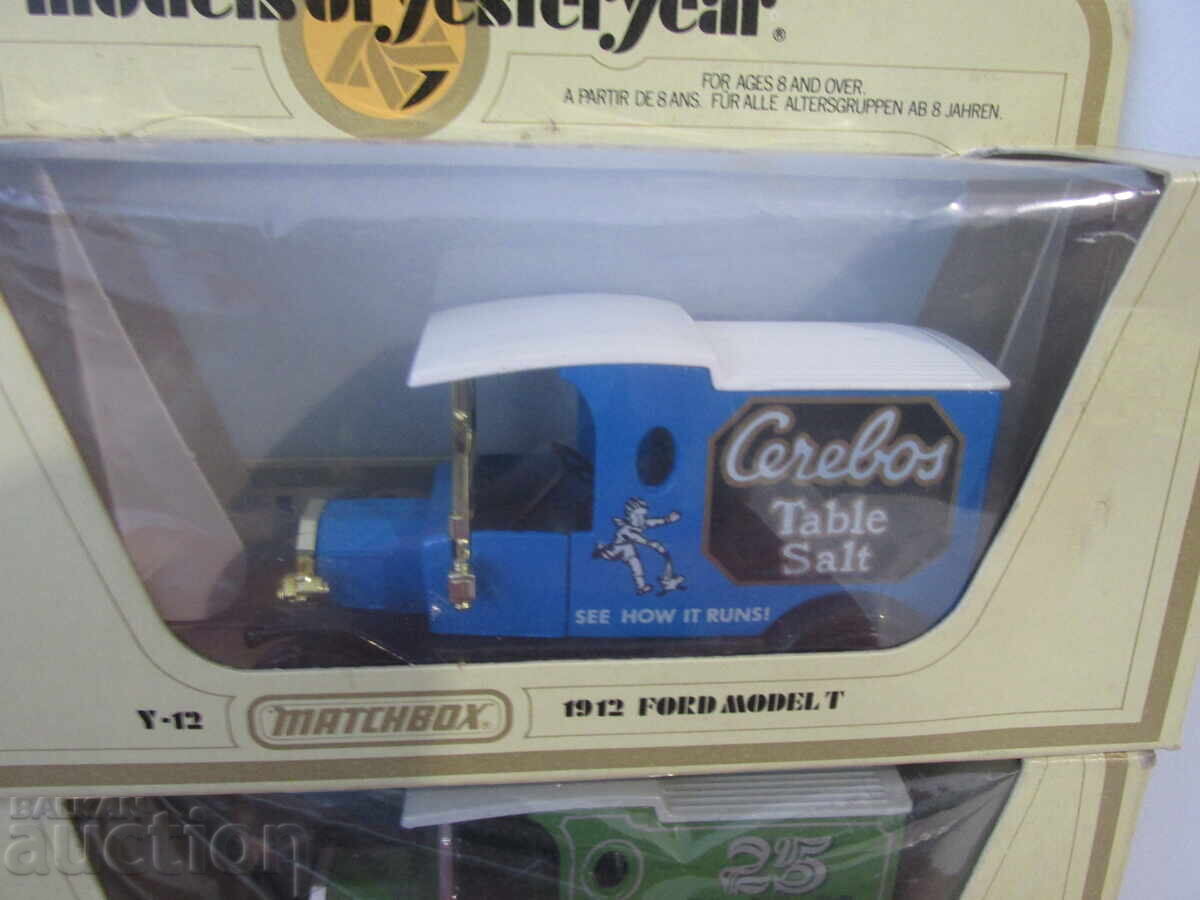 models of yesteryear®
FOR AGES 8 AND OVER.
A PARTIR DE 8 ANS. FÜR ALLE ALTERSGRUPPEN AB 8 JAHREN.
Cerebos
Table
Salt
SEE HOW IT RUNS!
Y-12
MATCHBOX®
1912 FORD MODEL T
25
BALKAN
auction